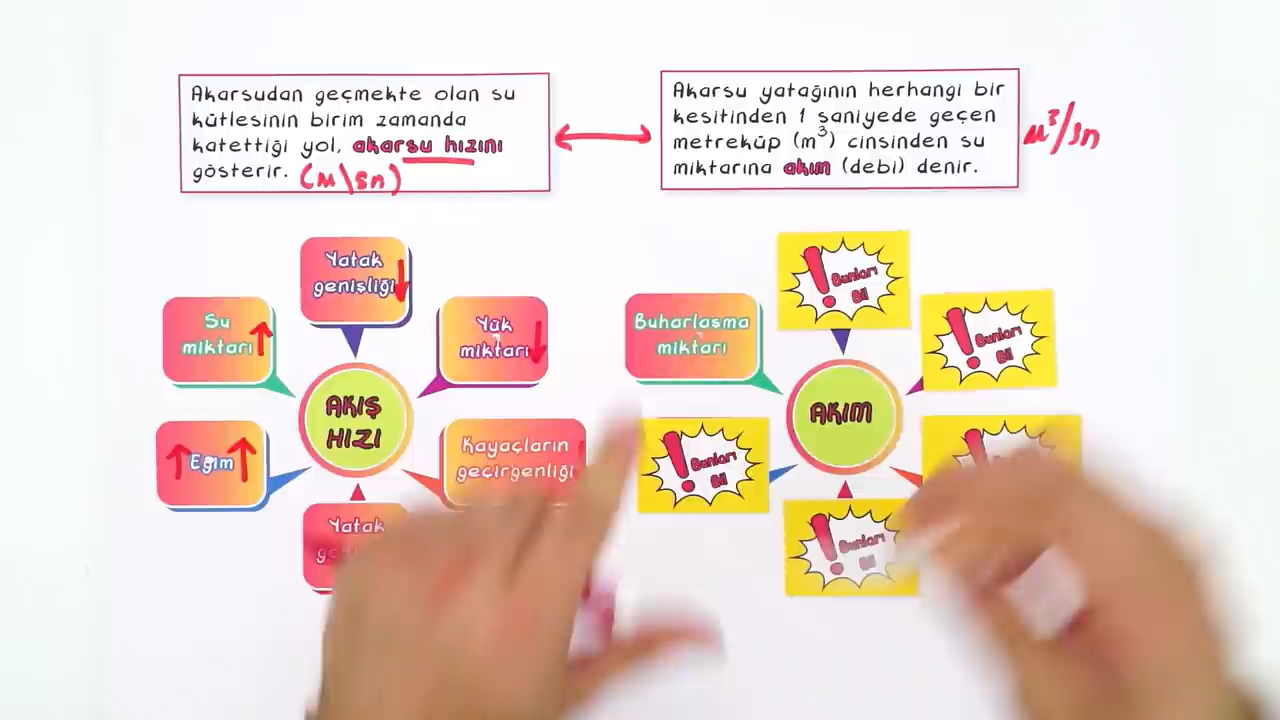 Akarsudan geçmekte olan su
kütlesinin birim zamanda
katettiği yol, akarsu hızını
gösterir. (m\sn)
Akarsu yatağının herhangi bir
kesitinden 1 saniyede geçen
metreküp (m³) cinsinden su
miktarına akım (debi) denir.
m³/sn
Yatak
genişliği
Su
miktarı
Yük
miktarı
AKIŞ
HIZI
Eğim
Kayaçların
geçirgenliği
Yatak
Buharlaşma
miktarı
Bunları
Bil
Bunları
Bil
AKIM
Bunları
Bil
Bunları
Bunları
Bil